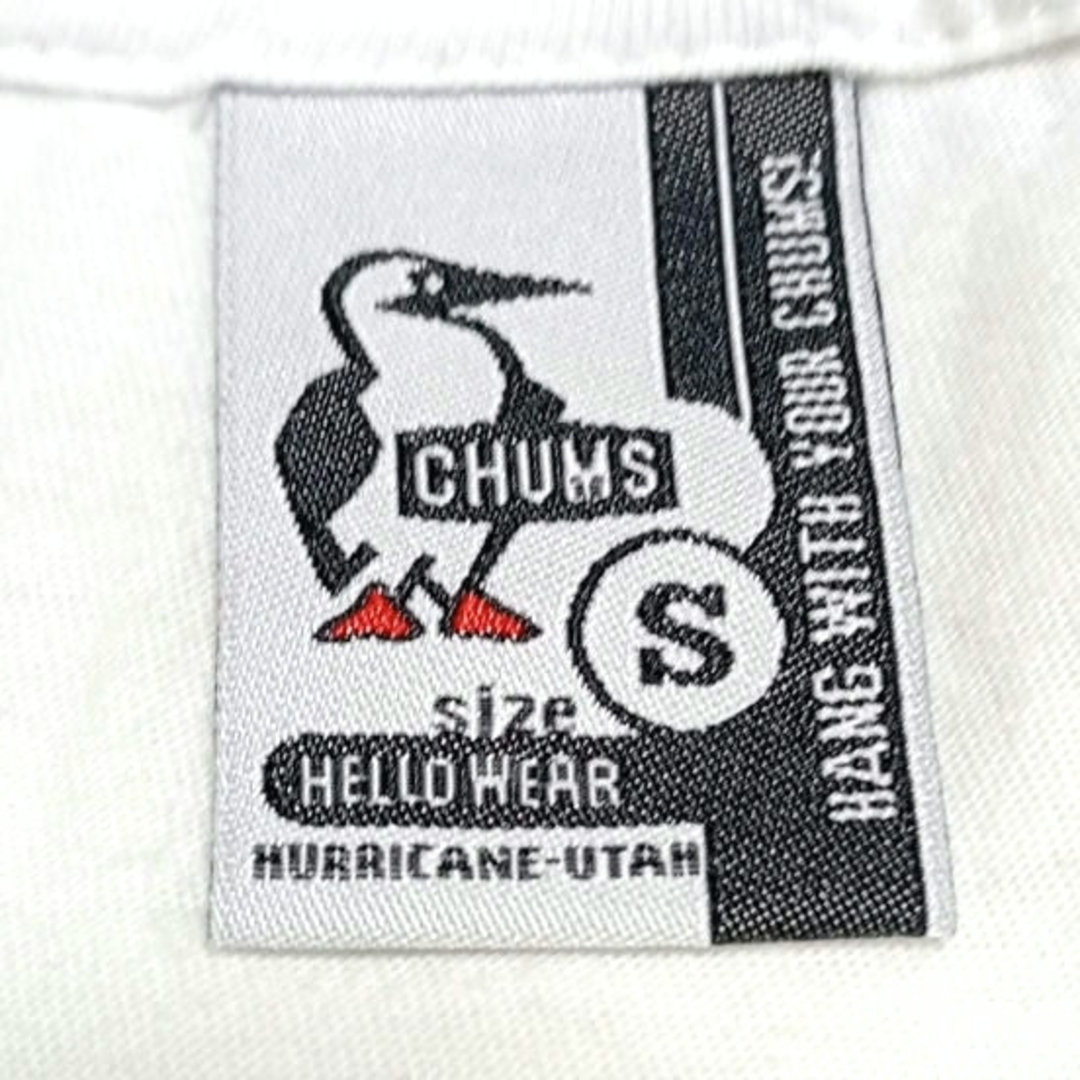 CHUMS
S
size
HELLO WEAR
HURRICANE-UTAH
HANG WITH YOUR CHUMS!